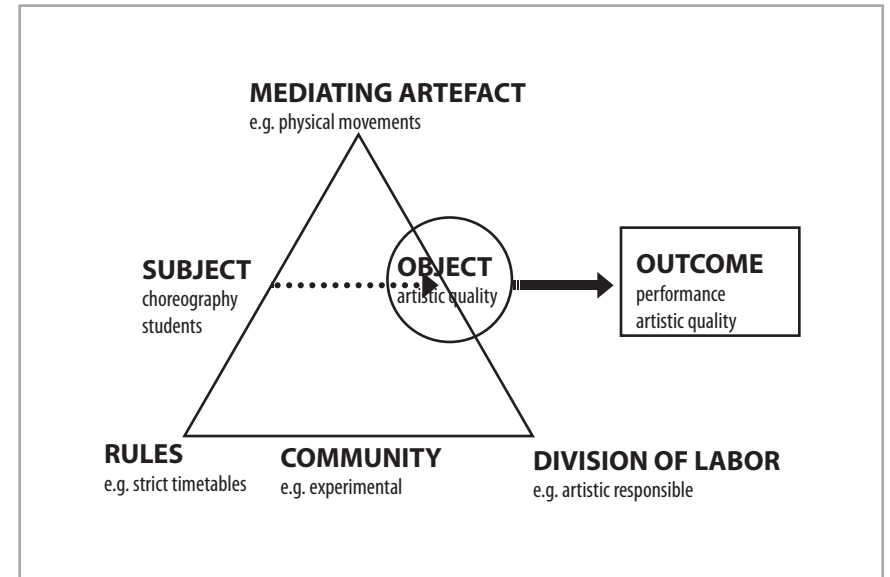 MEDIATING ARTEFACT
e.g. physical movements
SUBJECT
choreography
students
OBJECT
artistic quality
OUTCOME
performance
artistic quality
RULES
e.g. strict timetables
COMMUNITY
e.g. experimental
DIVISION OF LABOR
e.g. artistic responsible